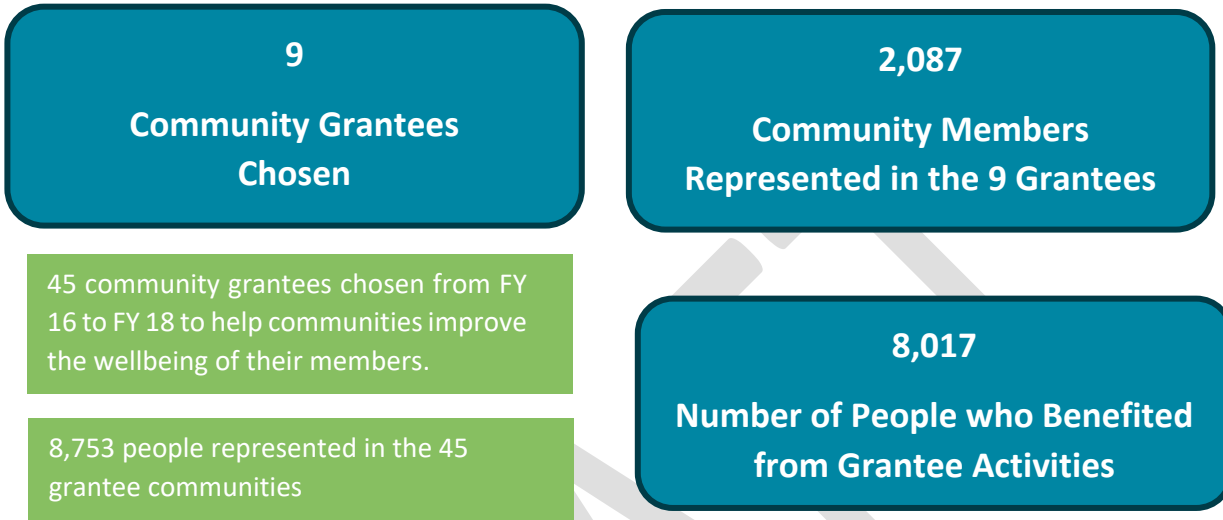 9
Community Grantees
Chosen
2,087
Community Members
Represented in the 9 Grantees
45 community grantees chosen from FY
16 to FY 18 to help communities improve
the wellbeing of their members.
8,753 people represented in the 45
grantee communities
8,017
Number of People who Benefited
from Grantee Activities